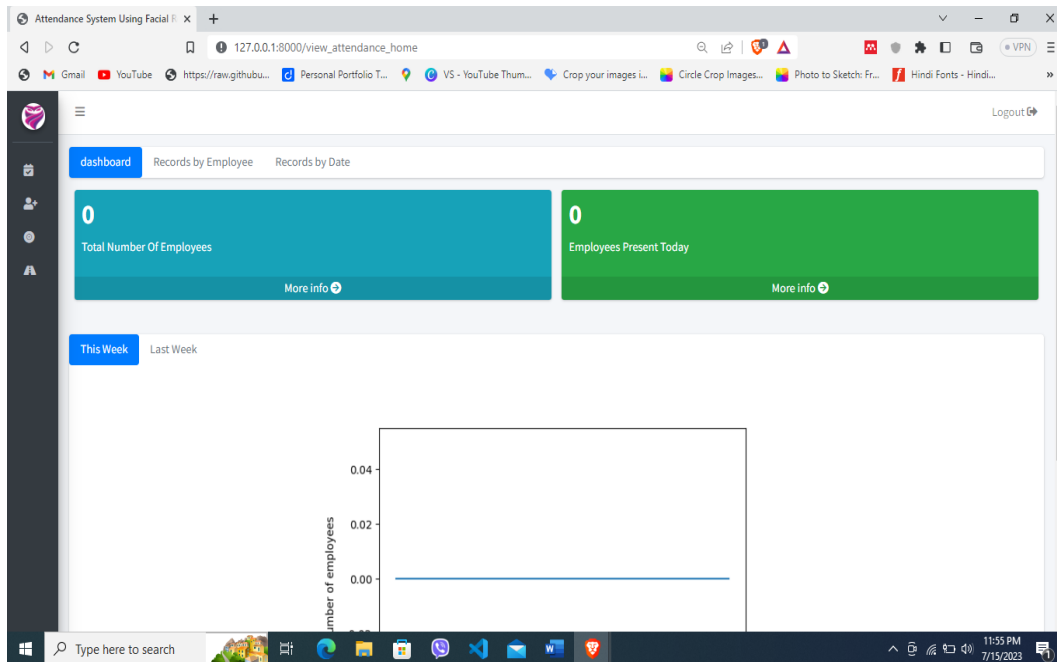 Attendance System Using Facial R
127.0.0.1:8000/view_attendance_home
VPN
Gmail
YouTube
https://raw.githubu...
Personal Portfolio T...
VS - YouTube Thum...
Crop your images i...
Circle Crop Images...
Photo to Sketch: Fr...
Hindi Fonts - Hindi...
»
Logout
dashboard
Records by Employee
Records by Date
0
Total Number Of Employees
More info
0
Employees Present Today
More info
This Week
Last Week
0.04
0.02
0.00
umber of employees
Type here to search
11:55 PM
7/15/2023